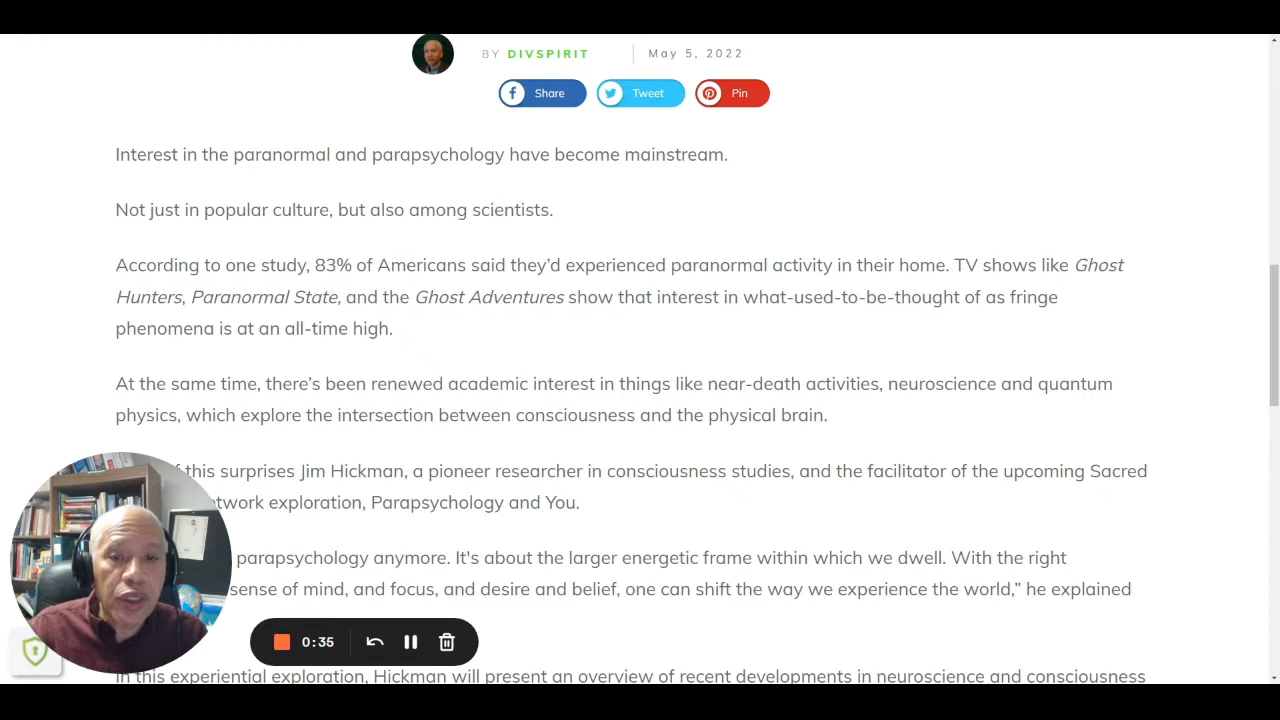 BY DIVSPIRIT May 5, 2022
Share Tweet Pin
Interest in the paranormal and parapsychology have become mainstream.
Not just in popular culture, but also among scientists.
According to one study, 83% of Americans said they’d experienced paranormal activity in their home. TV shows like Ghost
Hunters, Paranormal State, and the Ghost Adventures show that interest in what-used-to-be-thought of as fringe
phenomena is at an all-time high.
At the same time, there’s been renewed academic interest in things like near-death activities, neuroscience and quantum
physics, which explore the intersection between consciousness and the physical brain.
this surprises Jim Hickman, a pioneer researcher in consciousness studies, and the facilitator of the upcoming Sacred
exploration, Parapsychology and You.
parapsychology anymore. It's about the larger energetic frame within which we dwell. With the right
sense of mind, and focus, and desire and belief, one can shift the way we experience the world,” he explained
0:35
In this experiential exploration, Hickman will present an overview of recent developments in neuroscience and consciousness